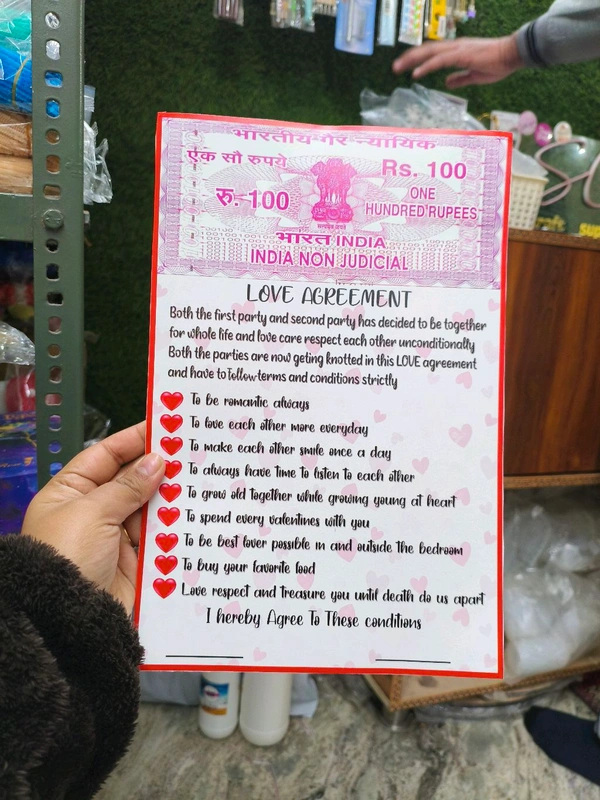 भारतीय गैर न्यायिक
एक सौ रुपये
Rs. 100
रु. 100
ONE
HUNDRED RUPEES
सत्यमेव जयते
भारत INDIA
INDIA NON JUDICIAL
LOVE AGREEMENT
Both the first party and second party has decided to be together
for whole life and love care respect each other unconditionally
Both the parties are now geting knotted in this LOVE agreement
and have to follow terms and conditions strictly
To be romantic always
To love each other more everyday
To make each other smile once a day
To always have time to listen to each other
To grow old together while growing young at heart
To spend every valentines with you
To be best lover possible in and outside the bedroom
To buy your favorite food
Love respect and treasure you until death do us apart
I hereby Agree To These conditions